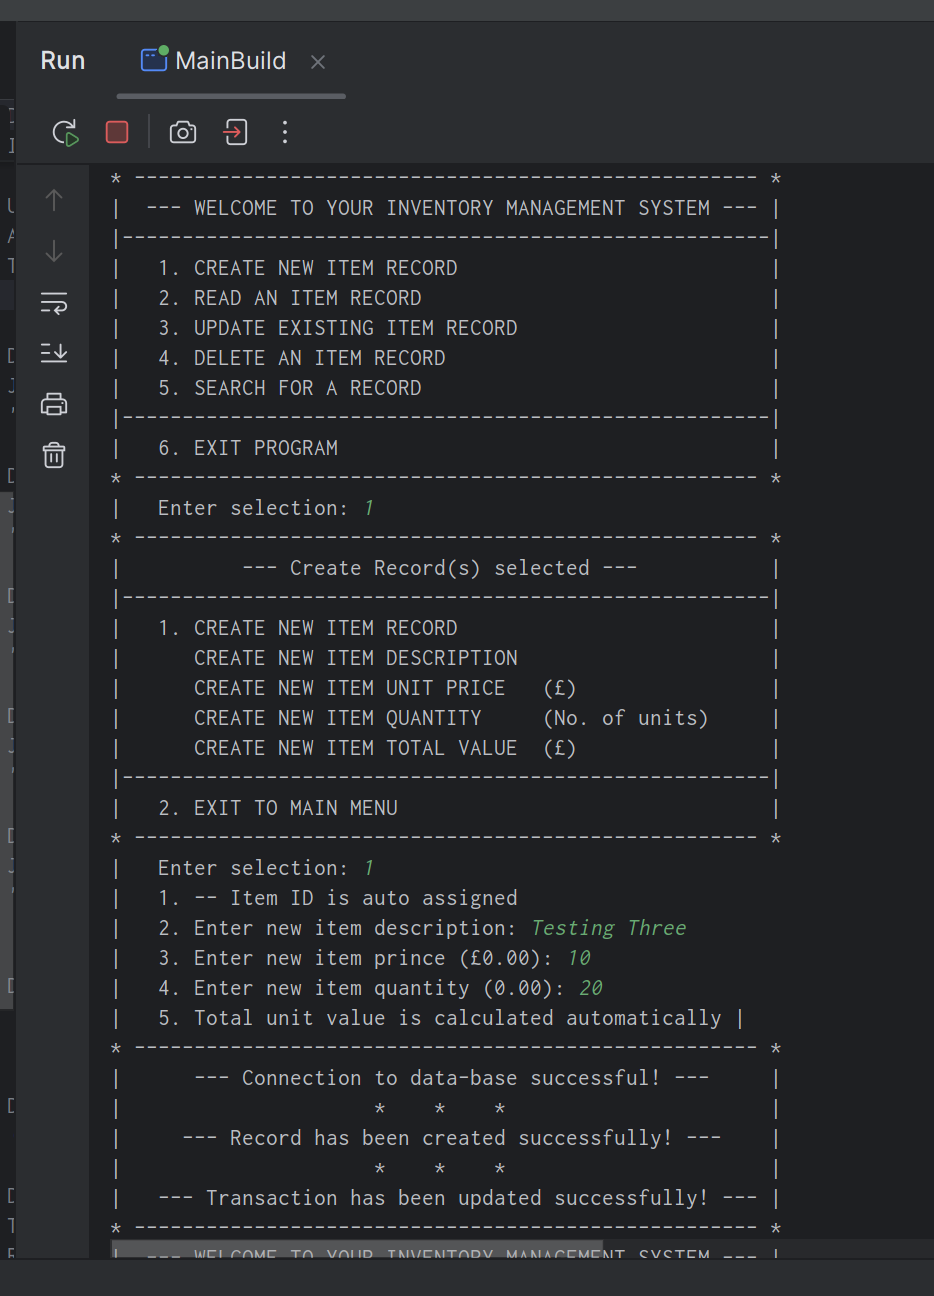 Run MainBuild
* ---------------------------------------------------- *
| --- WELCOME TO YOUR INVENTORY MANAGEMENT SYSTEM --- |
|------------------------------------------------------|
| 1. CREATE NEW ITEM RECORD |
| 2. READ AN ITEM RECORD |
| 3. UPDATE EXISTING ITEM RECORD |
| 4. DELETE AN ITEM RECORD |
| 5. SEARCH FOR A RECORD |
|------------------------------------------------------|
| 6. EXIT PROGRAM |
* ---------------------------------------------------- *
| Enter selection: 1
* ---------------------------------------------------- *
| --- Create Record(s) selected --- |
|------------------------------------------------------|
| 1. CREATE NEW ITEM RECORD |
| CREATE NEW ITEM DESCRIPTION |
| CREATE NEW ITEM UNIT PRICE (£) |
| CREATE NEW ITEM QUANTITY (No. of units) |
| CREATE NEW ITEM TOTAL VALUE (£) |
|------------------------------------------------------|
| 2. EXIT TO MAIN MENU |
* ---------------------------------------------------- *
| Enter selection: 1
| 1. -- Item ID is auto assigned
| 2. Enter new item description: Testing Three
| 3. Enter new item prince (£0.00): 10
| 4. Enter new item quantity (0.00): 20
| 5. Total unit value is calculated automatically |
* ---------------------------------------------------- *
| --- Connection to data-base successful! --- |
| * * * |
| --- Record has been created successfully! --- |
| * * * |
| --- Transaction has been updated successfully! --- |
* ---------------------------------------------------- *
| --- WELCOME TO YOUR INVENTORY MANAGEMENT SYSTEM --- |